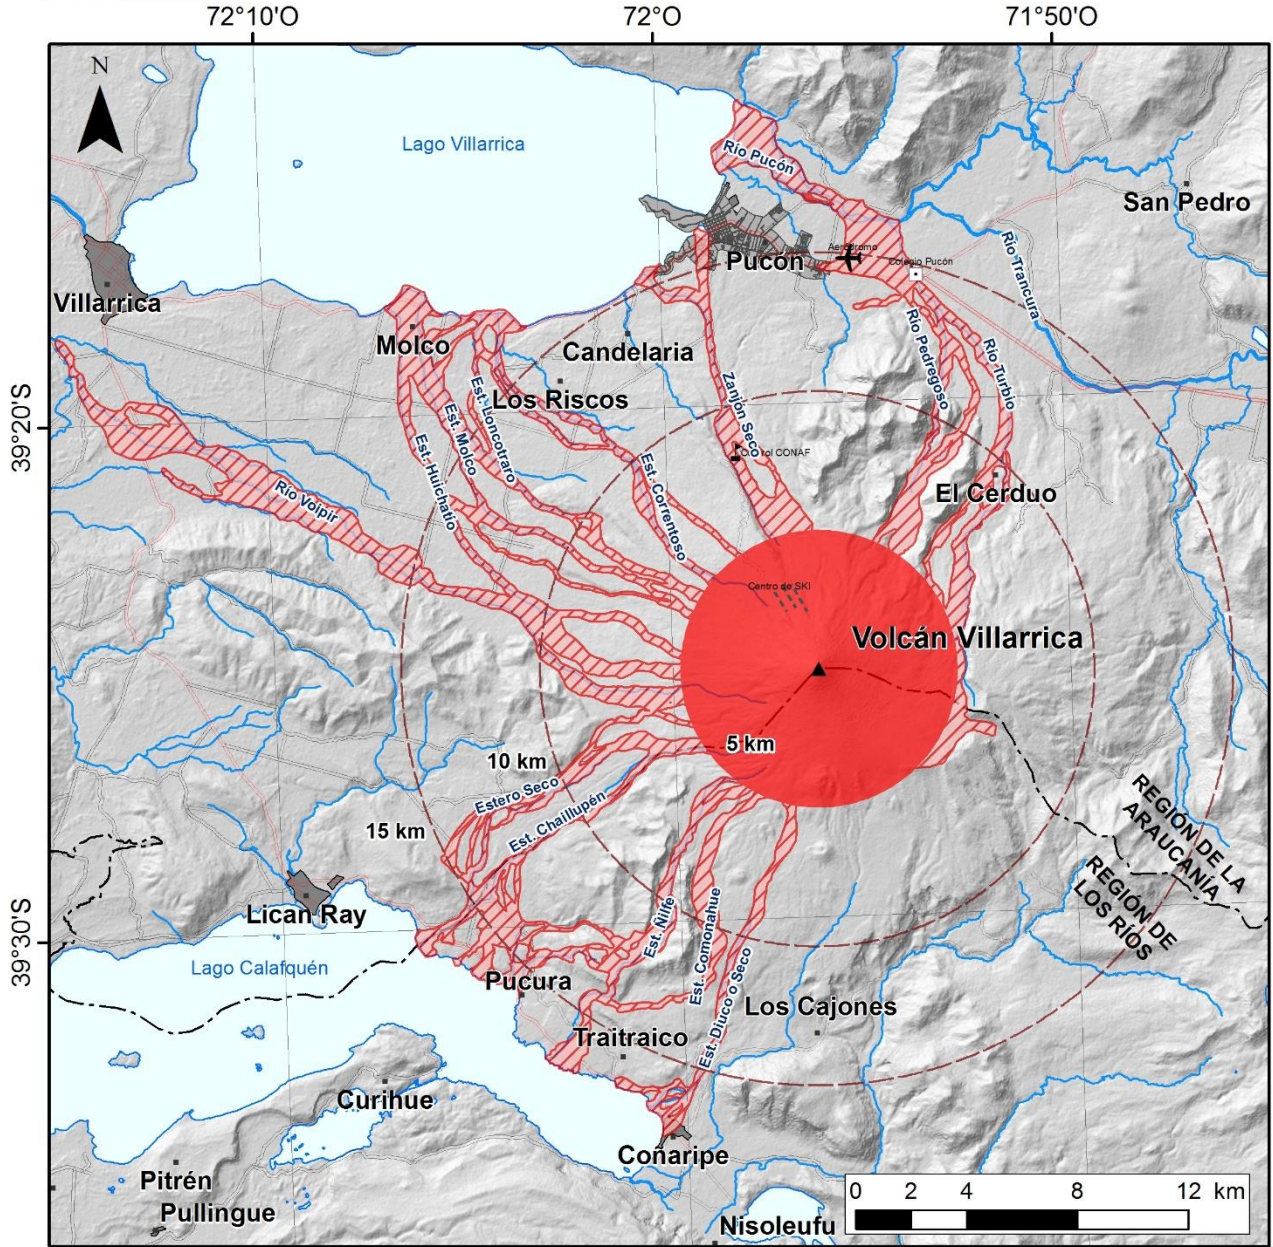 72°10'O
72°O
71°50'O
N
Lago Villarrica
Río Pucón
San Pedro
Aeródromo
Pucón
Colegio Pucón
Río Trancura
Villarrica
Molco
Candelaria
Los Riscos
Río Pedregoso
Río Turbio
Zanjón Seco
39°20'S
Est. Lloncotraro
Est. Molco
Est. Huichatío
Est. Correntoso
rol CONAF
El Cerduo
Río Voipir
Centro de SKI
Volcán Villarrica
5 km
10 km
15 km
Estero Seco
Est. Chaillupén
REGIÓN DE LA
ARAUCANÍA
REGIÓN DE
LOS RÍOS
Lican Ray
39°30'S
Lago Calafquén
Est. Ñilfe
Est. Comonahue
Est. Diuco o Seco
Pucura
Los Cajones
Traitraico
Curihue
Coñaripe
Pitrén
Pullingue
Nisoleufu
0 2 4 8 12 km